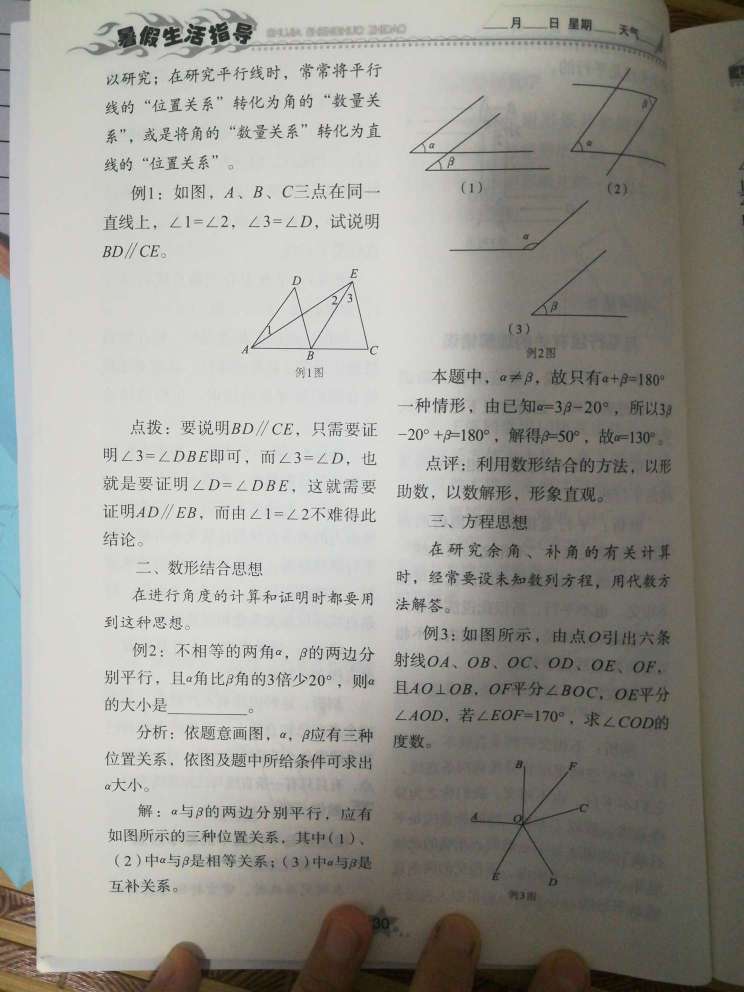 暑假生活指导
月 日 星期 天气
以研究；在研究平行线时，常常将平行
线的“位置关系”转化为角的“数量关
系”，或是将角的“数量关系”转化为直
线的“位置关系”。
例1：如图，A、B、C三点在同一
直线上，∠1=∠2，∠3=∠D，试说明
BD∥CE。
D E
2 3
1
A B C
例1图
点拨：要说明BD∥CE，只需要证
明∠3=∠DBE即可，而∠3=∠D，也
就是要证明∠D=∠DBE，这就需要
证明AD∥EB，而由∠1=∠2不难得此
结论。
二、数形结合思想
在进行角度的计算和证明时都要用
到这种思想。
例2：不相等的两角α，β的两边分
别平行，且α角比β角的3倍少20°，则α
的大小是________。
分析：依题意画图，α，β应有三种
位置关系，依图及题中所给条件可求出
α大小。
解：α与β的两边分别平行，应有
如图所示的三种位置关系，其中(1)、
(2)中α与β是相等关系；(3)中α与β是
互补关系。
α β
(1)
β α
(2)
α
β
(3)
例2图
本题中，α≠β，故只有α+β=180°
一种情形，由已知α=3β-20°，所以3β
-20°+β=180°，解得β=50°，故α=130°。
点评：利用数形结合的方法，以形
助数，以数解形，形象直观。
三、方程思想
在研究余角、补角的有关计算
时，经常要设未知数列方程，用代数方
法解答。
例3：如图所示，由点O引出六条
射线OA、OB、OC、OD、OE、OF，
且AO⊥OB，OF平分∠BOC，OE平分
∠AOD，若∠EOF=170°，求∠COD的
度数。
B F
A O C
E D
例3图
30